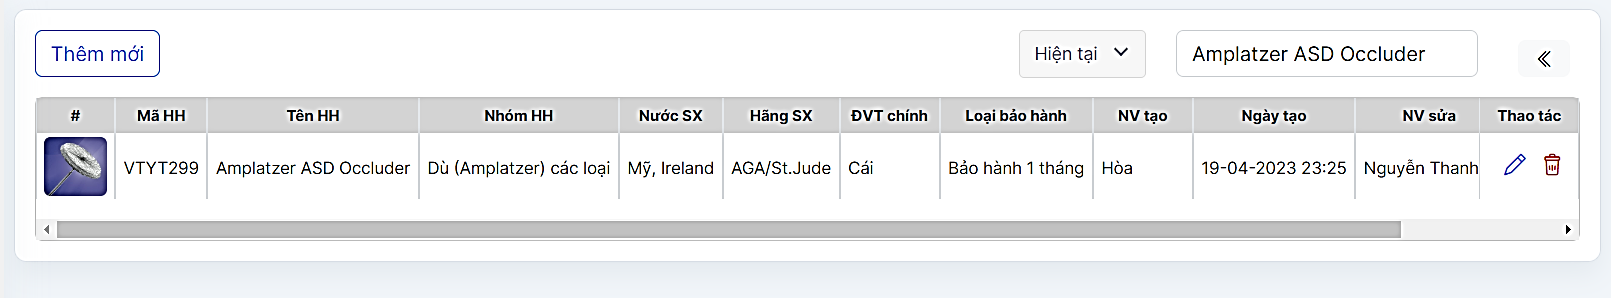 Thêm mới
Hiện tại
Amplatzer ASD Occluder
# Mã HH Tên HH Nhóm HH Nước SX Hãng SX ĐVT chính Loại bảo hành NV tạo Ngày tạo NV sửa Thao tác
VTYT299 Amplatzer ASD Occluder Dù (Amplatzer) các loại Mỹ, Ireland AGA/St.Jude Cái Bảo hành 1 tháng Hòa 19-04-2023 23:25 Nguyễn Thanh